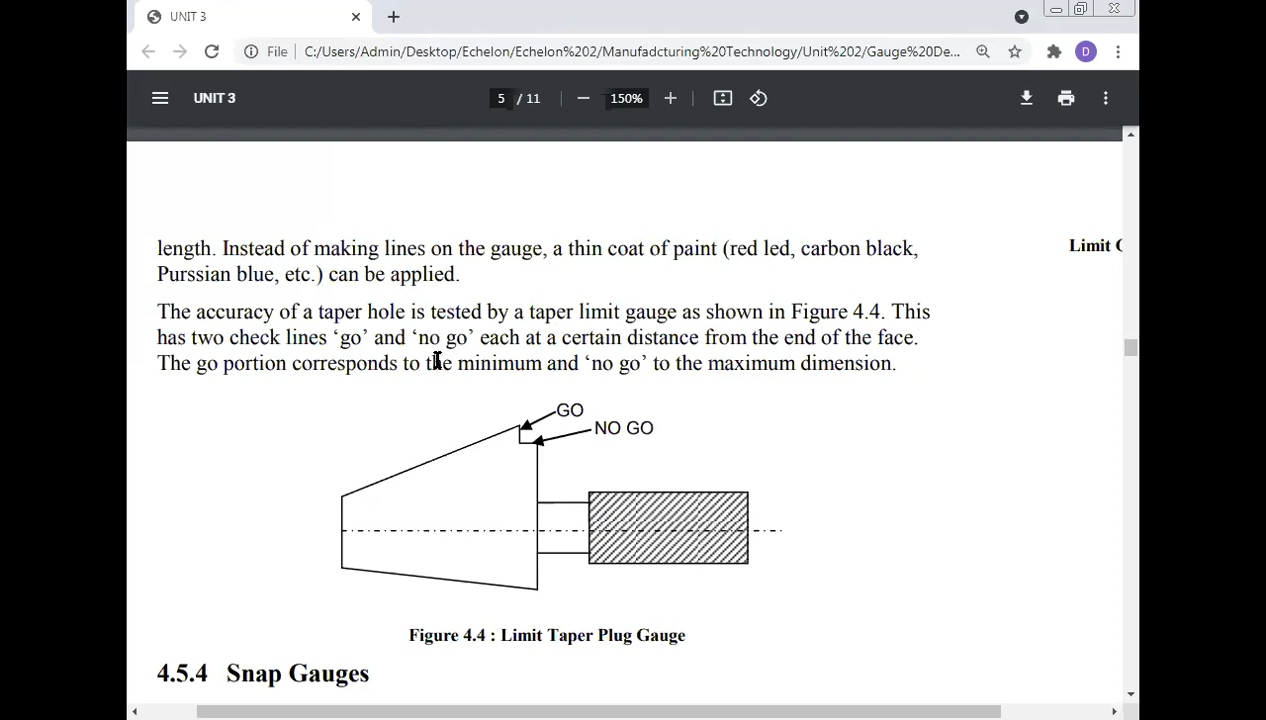 UNIT 3
File C:/Users/Admin/Desktop/Echelon/Echelon%202/Manufadcturing%20Technology/Unit%202/Gauge%20De... D
UNIT 3 5 / 11 150%
length. Instead of making lines on the gauge, a thin coat of paint (red led, carbon black, Limit
Purssian blue, etc.) can be applied.
The accuracy of a taper hole is tested by a taper limit gauge as shown in Figure 4.4. This
has two check lines ‘go’ and ‘no go’ each at a certain distance from the end of the face.
The go portion corresponds to the minimum and ‘no go’ to the maximum dimension.
GO
NO GO
Figure 4.4 : Limit Taper Plug Gauge
4.5.4 Snap Gauges